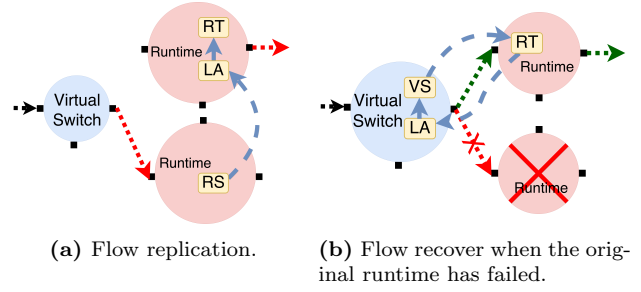 RT
Runtime
LA
Virtual
Switch
Runtime
RS
(a) Flow replication.
RT
Runtime
VS
Virtual
Switch
LA
Runtime
(b) Flow recover when the orig-
inal runtime has failed.